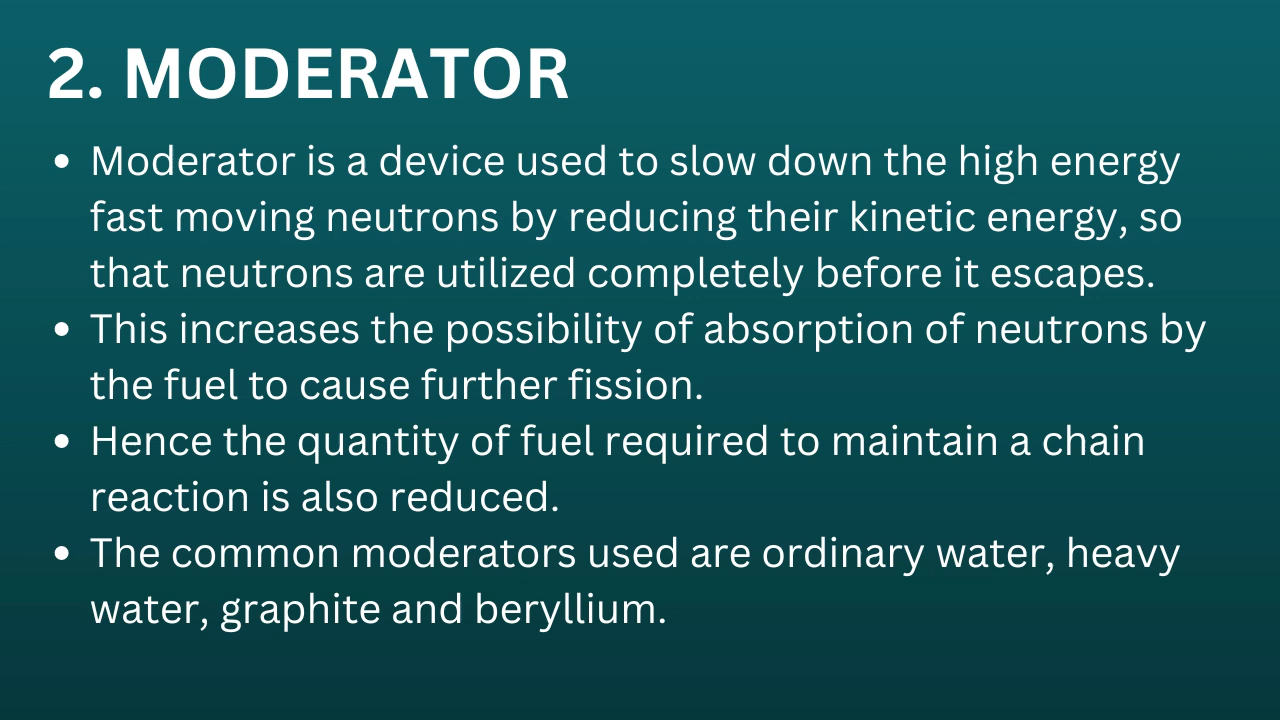 2. MODERATOR
• Moderator is a device used to slow down the high energy
fast moving neutrons by reducing their kinetic energy, so
that neutrons are utilized completely before it escapes.
• This increases the possibility of absorption of neutrons by
the fuel to cause further fission.
• Hence the quantity of fuel required to maintain a chain
reaction is also reduced.
• The common moderators used are ordinary water, heavy
water, graphite and beryllium.